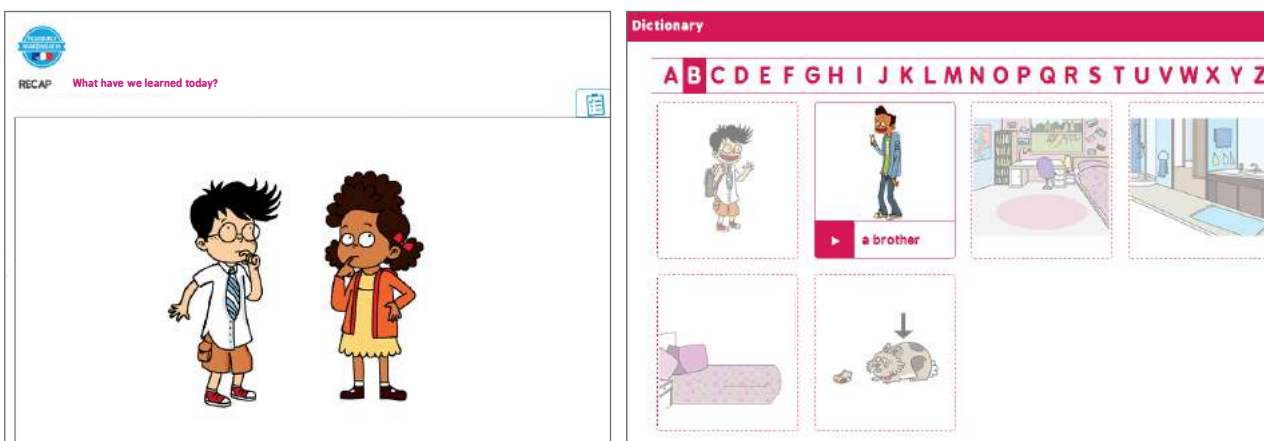 RECAP What have we learned today?
Dictionary
A B C D E F G H I J K L M N O P Q R S T U V W X Y Z
a brother